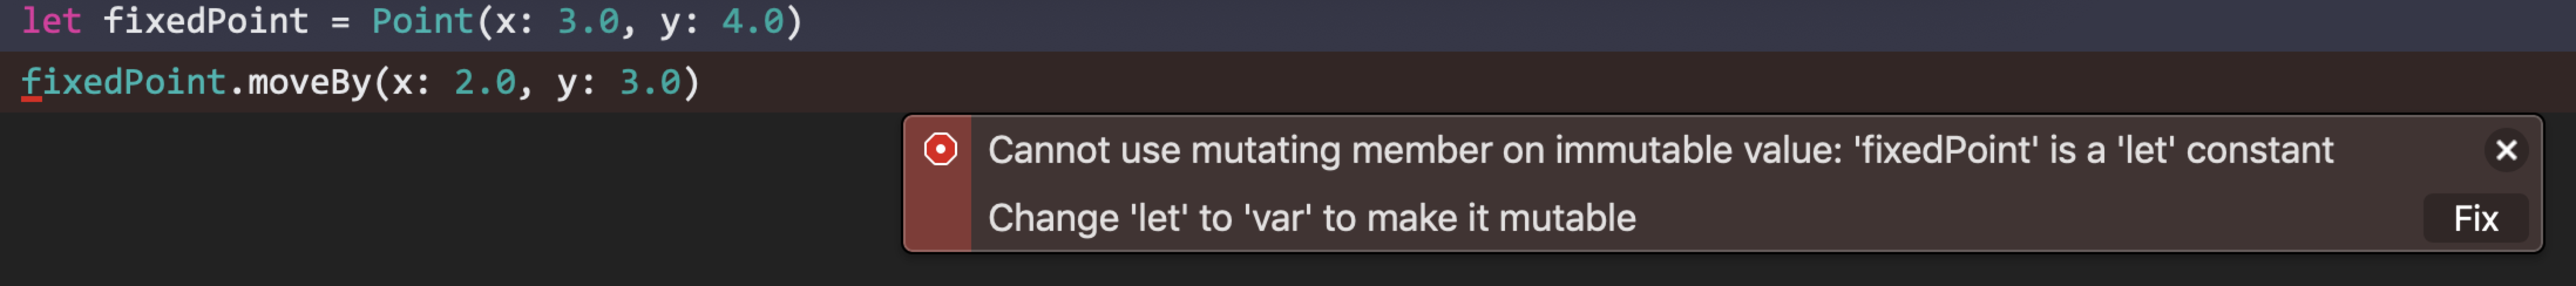 let fixedPoint = Point(x: 3.0, y: 4.0)
fixedPoint.moveBy(x: 2.0, y: 3.0)
Cannot use mutating member on immutable value: 'fixedPoint' is a 'let' constant
Change 'let' to 'var' to make it mutable
Fix